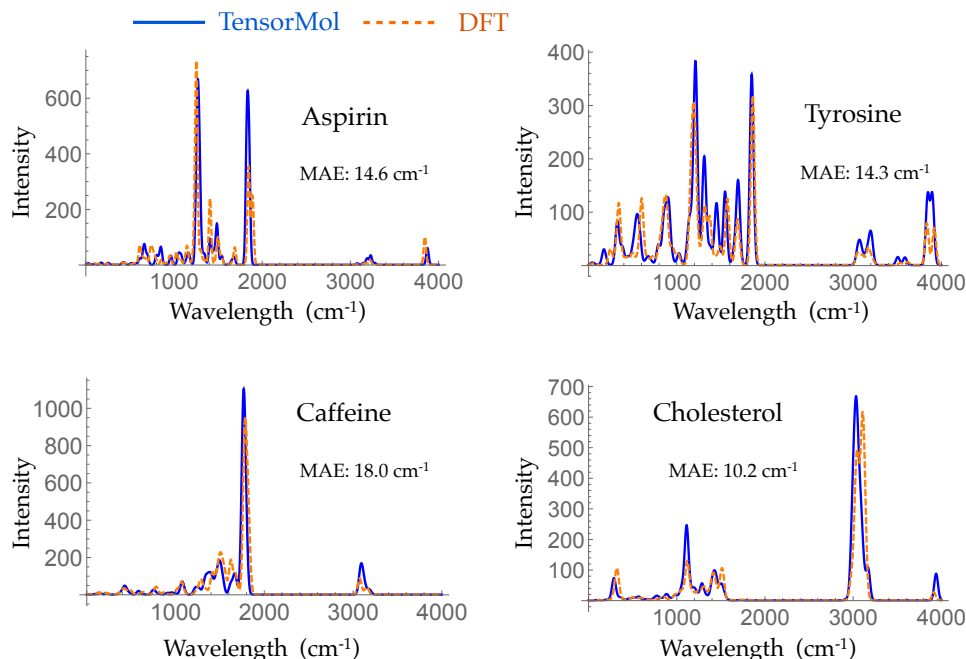 TensorMol DFT
600
400
200
Intensity
Aspirin
MAE: 14.6 cm-1
1000 2000 3000 4000
Wavelength (cm-1)
400
300
200
100
Intensity
Tyrosine
MAE: 14.3 cm-1
1000 2000 3000 4000
Wavelength (cm-1)
1000
800
600
400
200
Intensity
Caffeine
MAE: 18.0 cm-1
1000 2000 3000 4000
Wavelength (cm-1)
700
600
500
400
300
200
100
Intensity
Cholesterol
MAE: 10.2 cm-1
1000 2000 3000 4000
Wavelength (cm-1)